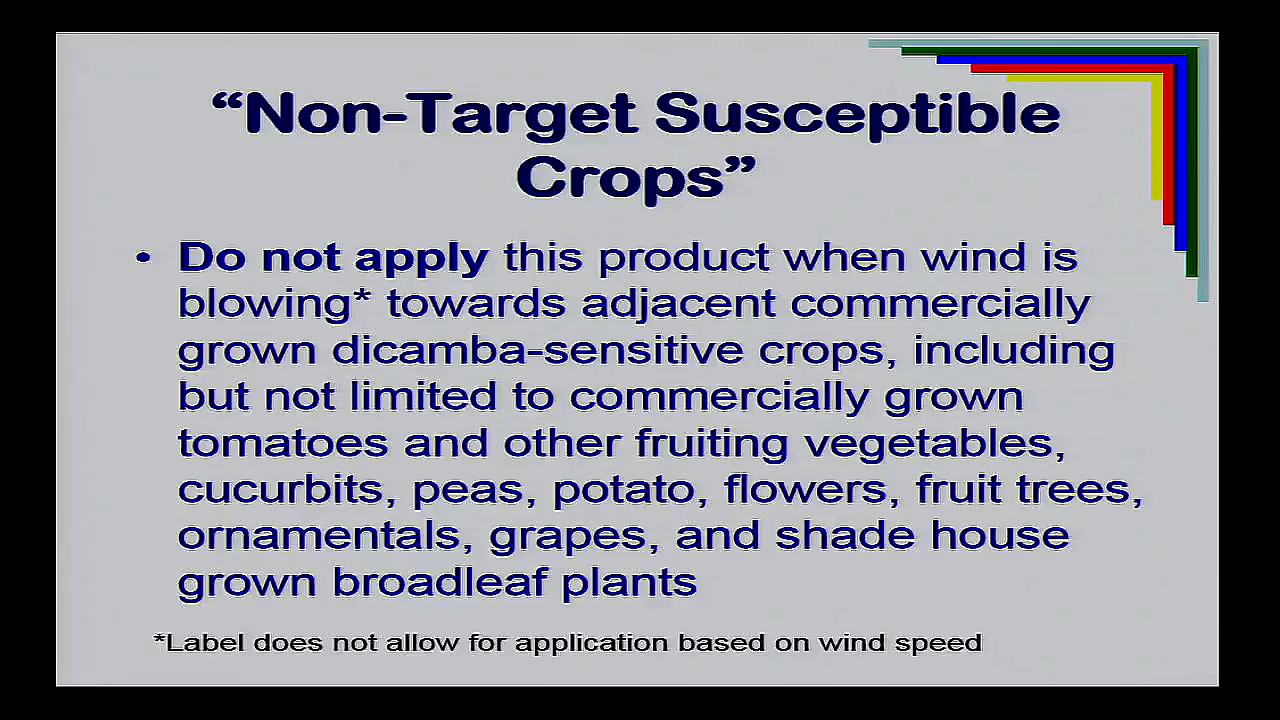 “Non-Target Susceptible
Crops”
• Do not apply this product when wind is
blowing* towards adjacent commercially
grown dicamba-sensitive crops, including
but not limited to commercially grown
tomatoes and other fruiting vegetables,
cucurbits, peas, potato, flowers, fruit trees,
ornamentals, grapes, and shade house
grown broadleaf plants
*Label does not allow for application based on wind speed